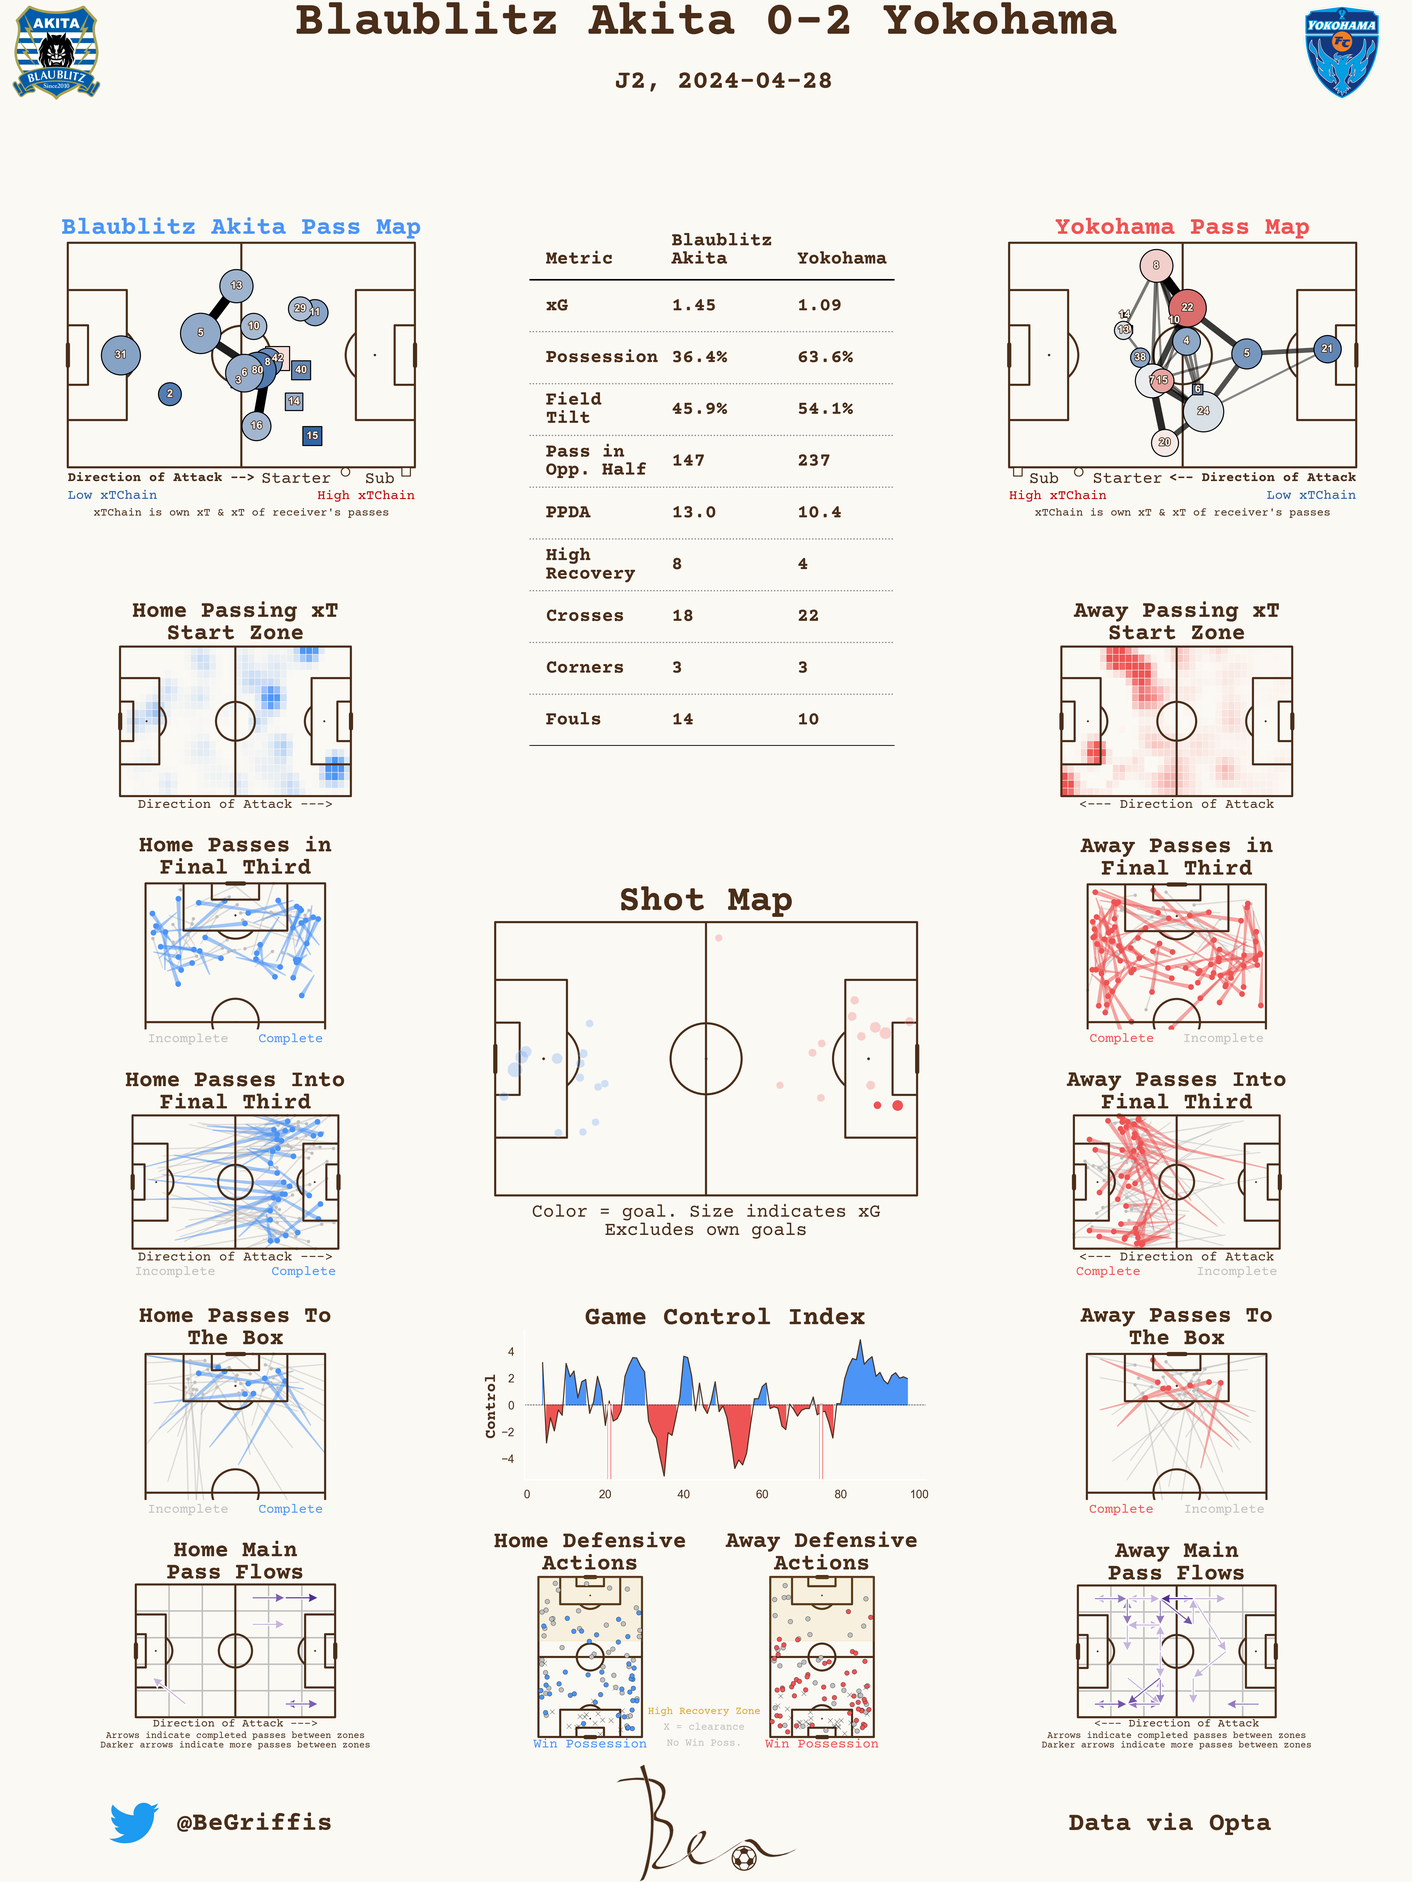 Blaublitz Akita 0-2 Yokohama
J2, 2024-04-28
AKITA
BLAUBLITZ
Since2010
YOKOHAMA
FC
Blaublitz Akita Pass Map
13
29
11
10
5
31
42
8
40
80
6
3
2
14
16
15
Direction of Attack --> Starter Sub
Low xTChain High xTChain
xTChain is own xT & xT of receiver's passes
Metric Blaublitz Akita Yokohama
xG 1.45 1.09
Possession 36.4% 63.6%
Field Tilt 45.9% 54.1%
Pass in Opp. Half 147 237
PPDA 13.0 10.4
High Recovery 8 4
Crosses 18 22
Corners 3 3
Fouls 14 10
Yokohama Pass Map
8
22
14
10
13
4
38
5
21
7
15
6
24
20
Sub Starter <-- Direction of Attack
High xTChain Low xTChain
xTChain is own xT & xT of receiver's passes
Home Passing xT
Start Zone
Direction of Attack --->
Away Passing xT
Start Zone
<--- Direction of Attack
Home Passes in
Final Third
Incomplete Complete
Away Passes in
Final Third
Complete Incomplete
Shot Map
Color = goal. Size indicates xG
Excludes own goals
Home Passes Into
Final Third
Direction of Attack --->
Incomplete Complete
Away Passes Into
Final Third
<--- Direction of Attack
Complete Incomplete
Home Passes To
The Box
Incomplete Complete
Game Control Index
Control
4
2
0
−2
−4
0 20 40 60 80 100
Away Passes To
The Box
Complete Incomplete
Home Main
Pass Flows
Direction of Attack --->
Arrows indicate completed passes between zones
Darker arrows indicate more passes between zones
Home Defensive
Actions
Win Possession
Away Defensive
Actions
Win Possession
High Recovery Zone
X = clearance
No Win Poss.
Away Main
Pass Flows
<--- Direction of Attack
Arrows indicate completed passes between zones
Darker arrows indicate more passes between zones
@BeGriffis
Ben
Data via Opta